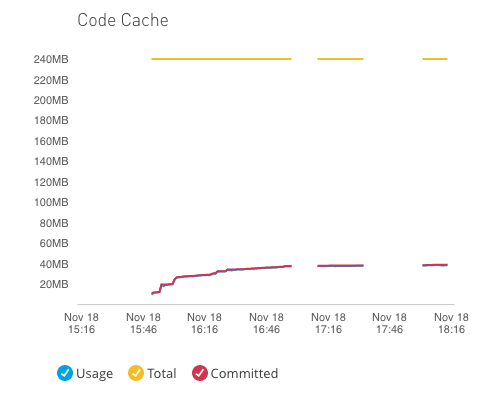 Code Cache
240MB
220MB
200MB
180MB
160MB
140MB
120MB
100MB
80MB
60MB
40MB
20MB
Nov 18 Nov 18 Nov 18 Nov 18 Nov 18 Nov 18 Nov 18
15:16 15:46 16:16 16:46 17:16 17:46 18:16
Usage Total Committed